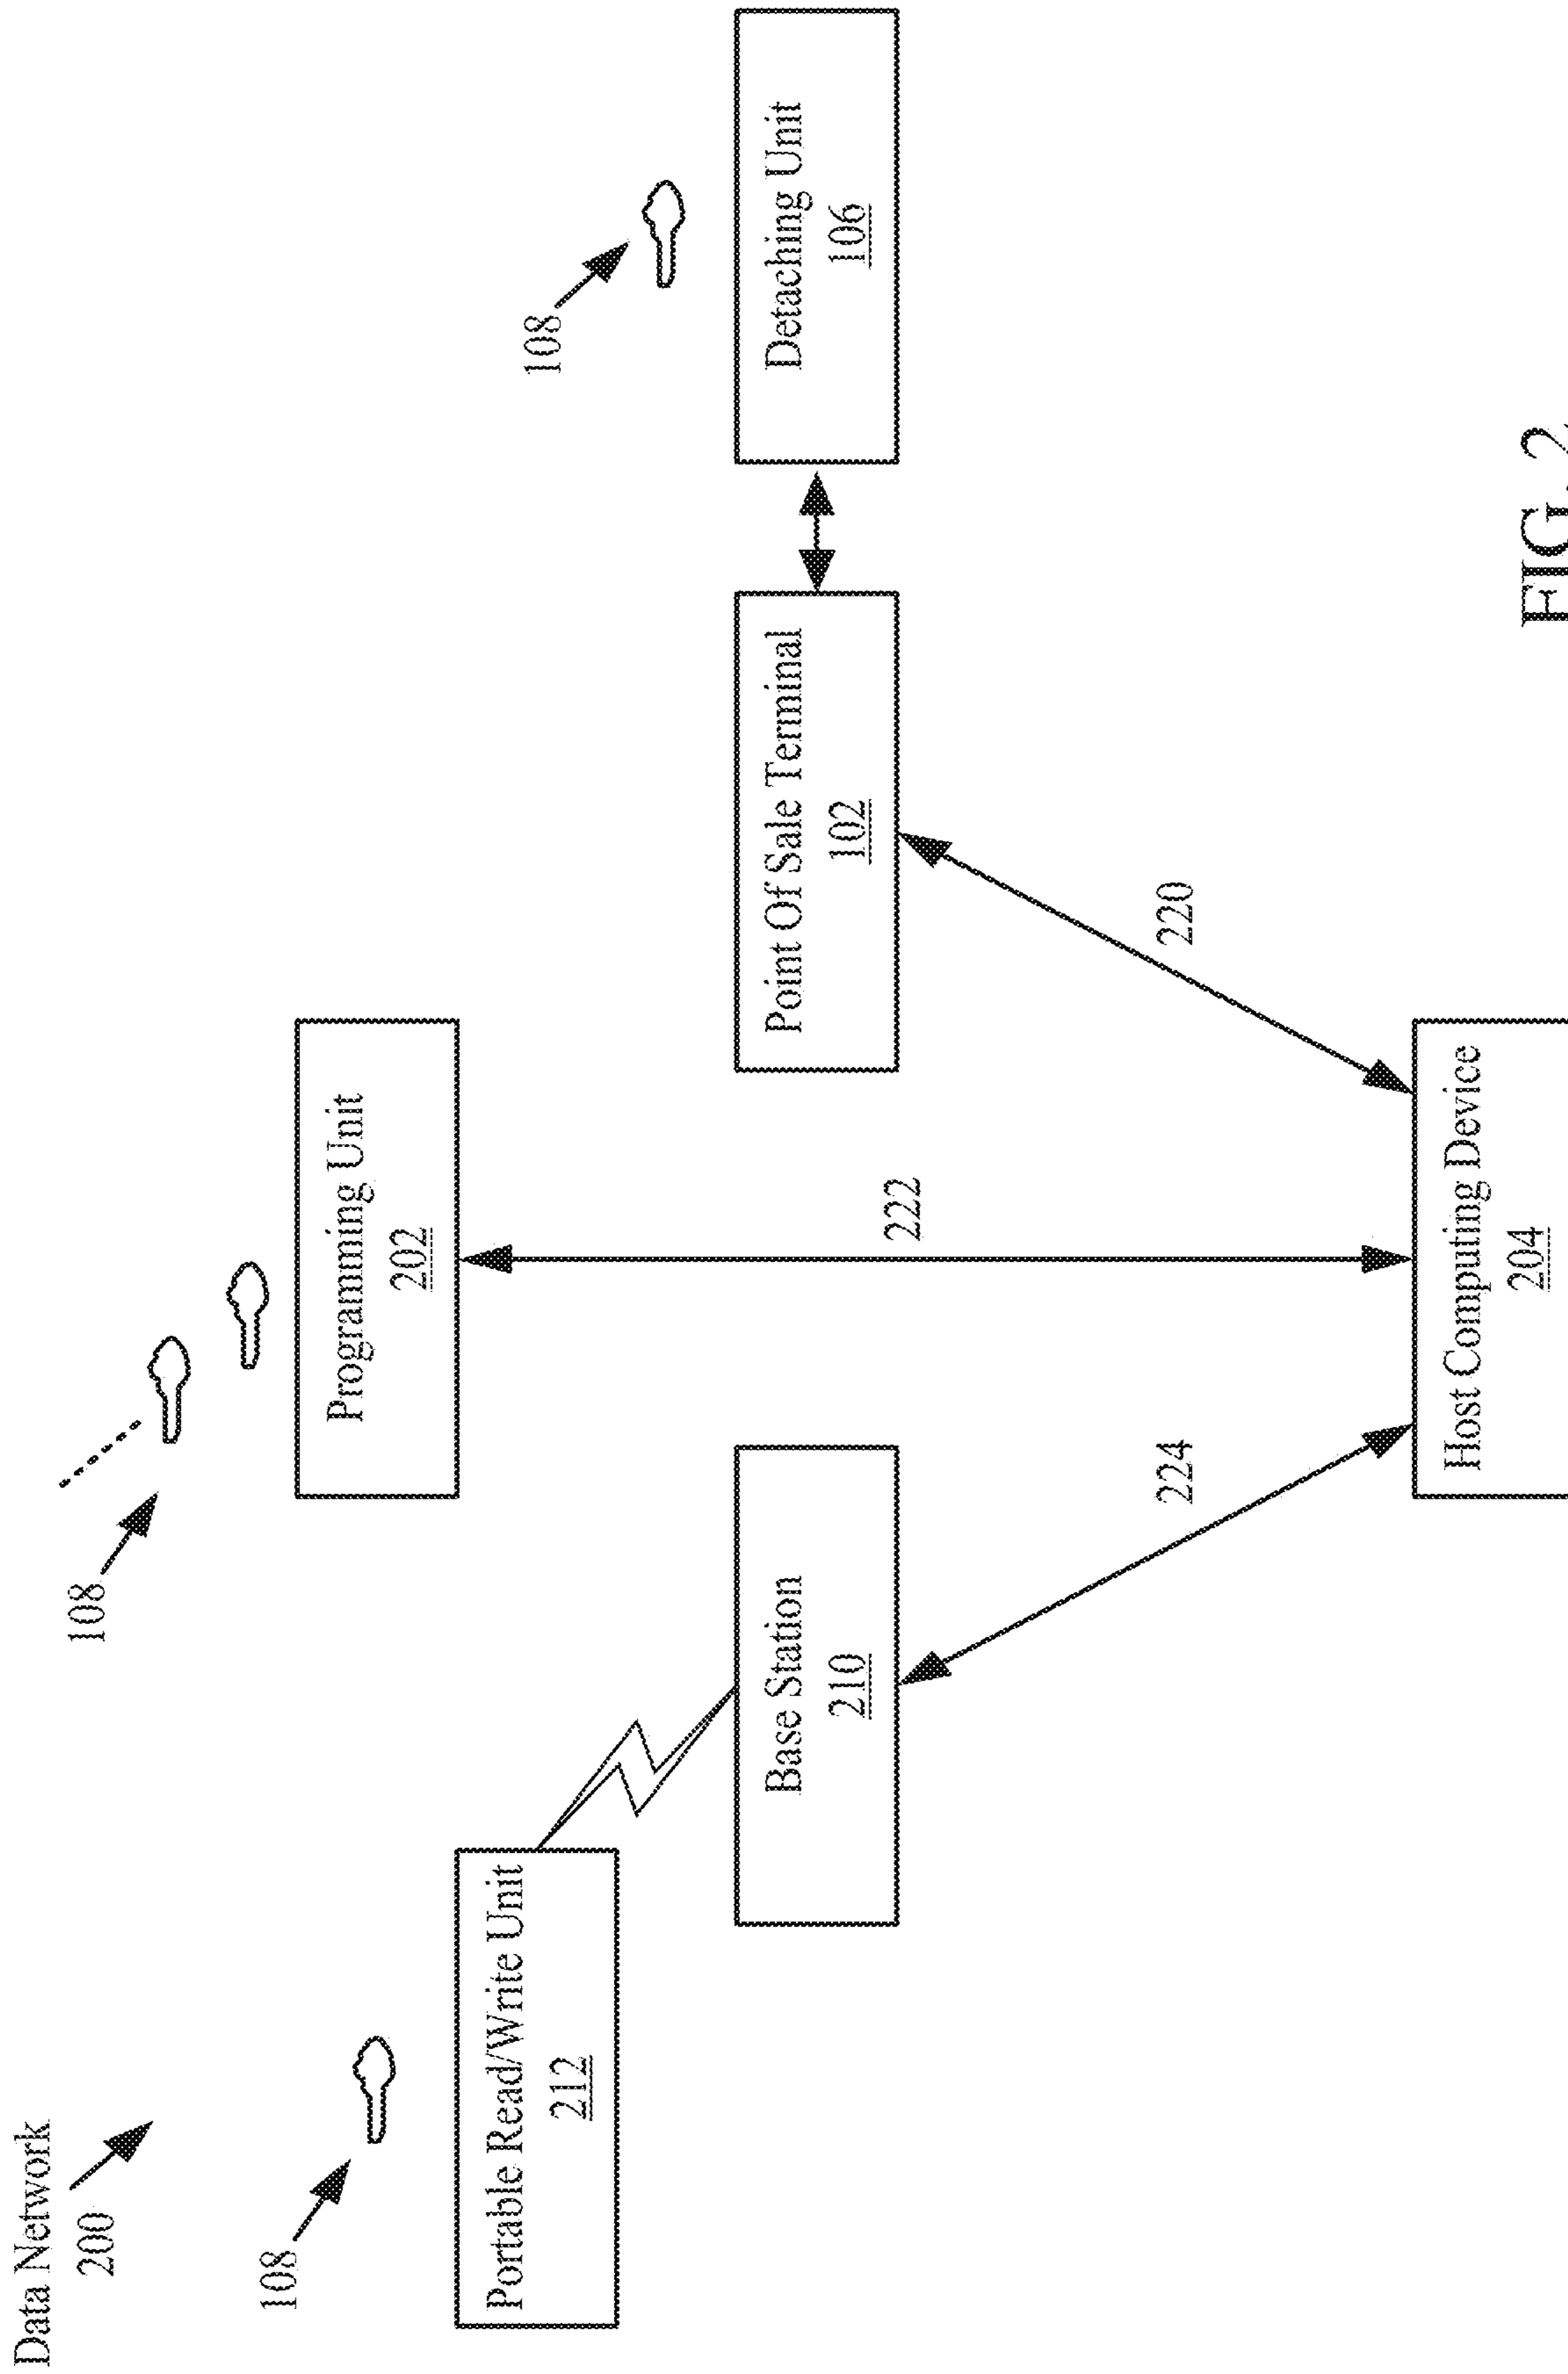 Data Network
200
108
108
108
Programming Unit
202
Portable Read/Write Unit
212
Base Station
210
Point Of Sale Terminal
102
Detaching Unit
106
224
222
220
Host Computing Device
204
FIG. 2